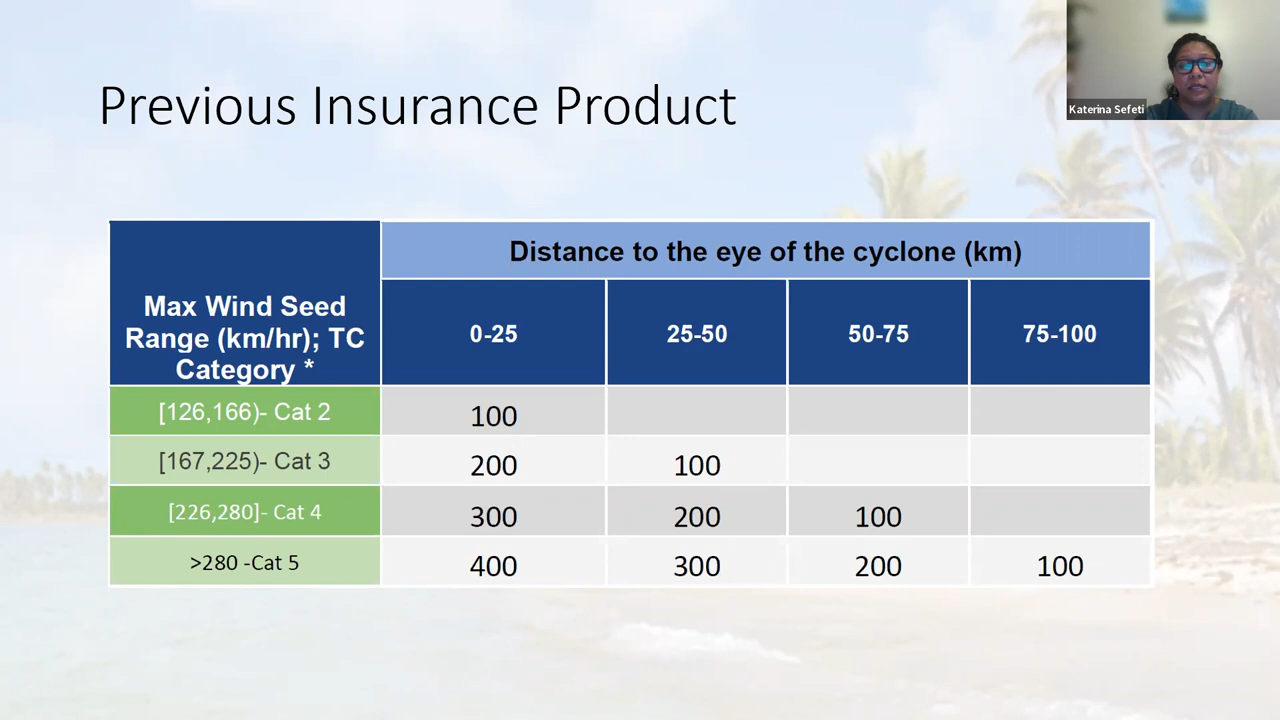 Previous Insurance Product
Katerina Sefeti
Distance to the eye of the cyclone (km)
Max Wind Seed
Range (km/hr); TC
Category *
0-25 25-50 50-75 75-100
[126,166)- Cat 2 100
[167,225)- Cat 3 200 100
[226,280]- Cat 4 300 200 100
>280 -Cat 5 400 300 200 100